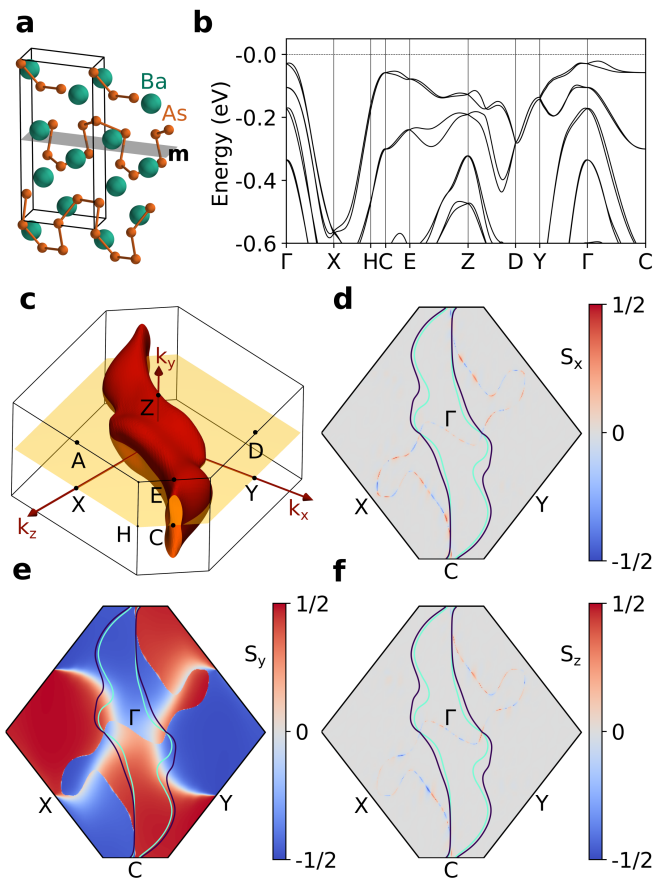 a
Ba
As
m
b
Energy (eV)
-0.0
-0.2
-0.4
-0.6
Γ X H C E Z D Y Γ C
c
k_y
Z
A
D
X
E
Y
H
C
k_z
k_x
d
S_x
1/2
0
-1/2
Γ
X
Y
C
e
S_y
1/2
0
-1/2
Γ
X
Y
C
f
S_z
1/2
0
-1/2
Γ
X
Y
C